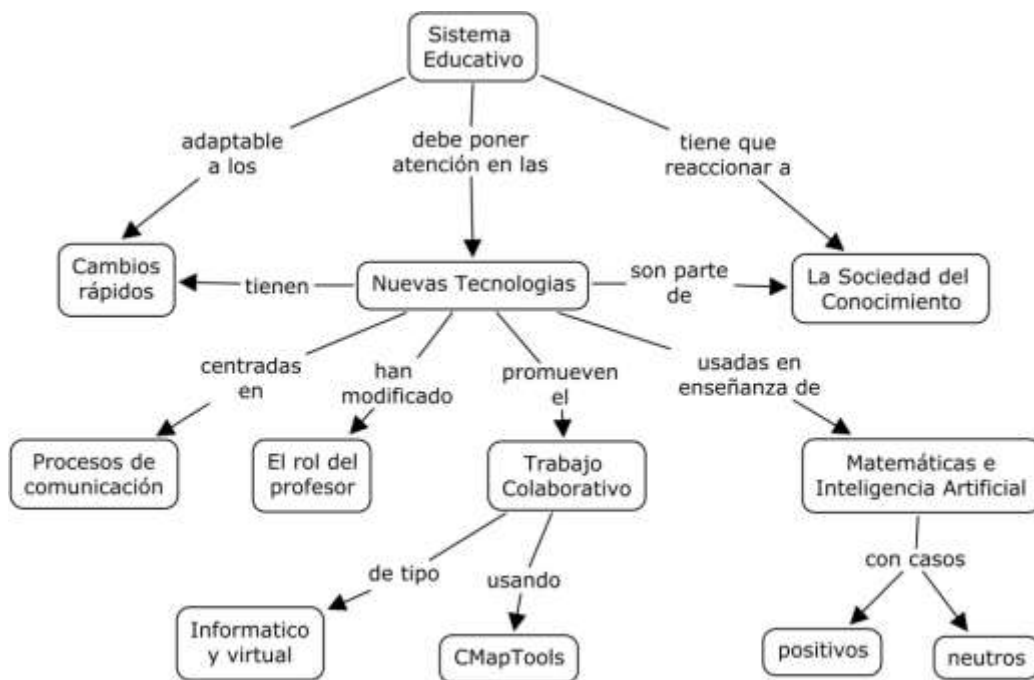 Sistema
Educativo
adaptable
a los
debe poner
atención en las
tiene que
reaccionar a
Cambios
rápidos
tienen
Nuevas Tecnologias
son parte
de
La Sociedad del
Conocimiento
centradas
en
han
modificado
promueven
el
usadas en
enseñanza de
Procesos de
comunicación
El rol del
profesor
Trabajo
Colaborativo
Matemáticas e
Inteligencia Artificial
de tipo
usando
con casos
Informatico
y virtual
CMapTools
positivos
neutros